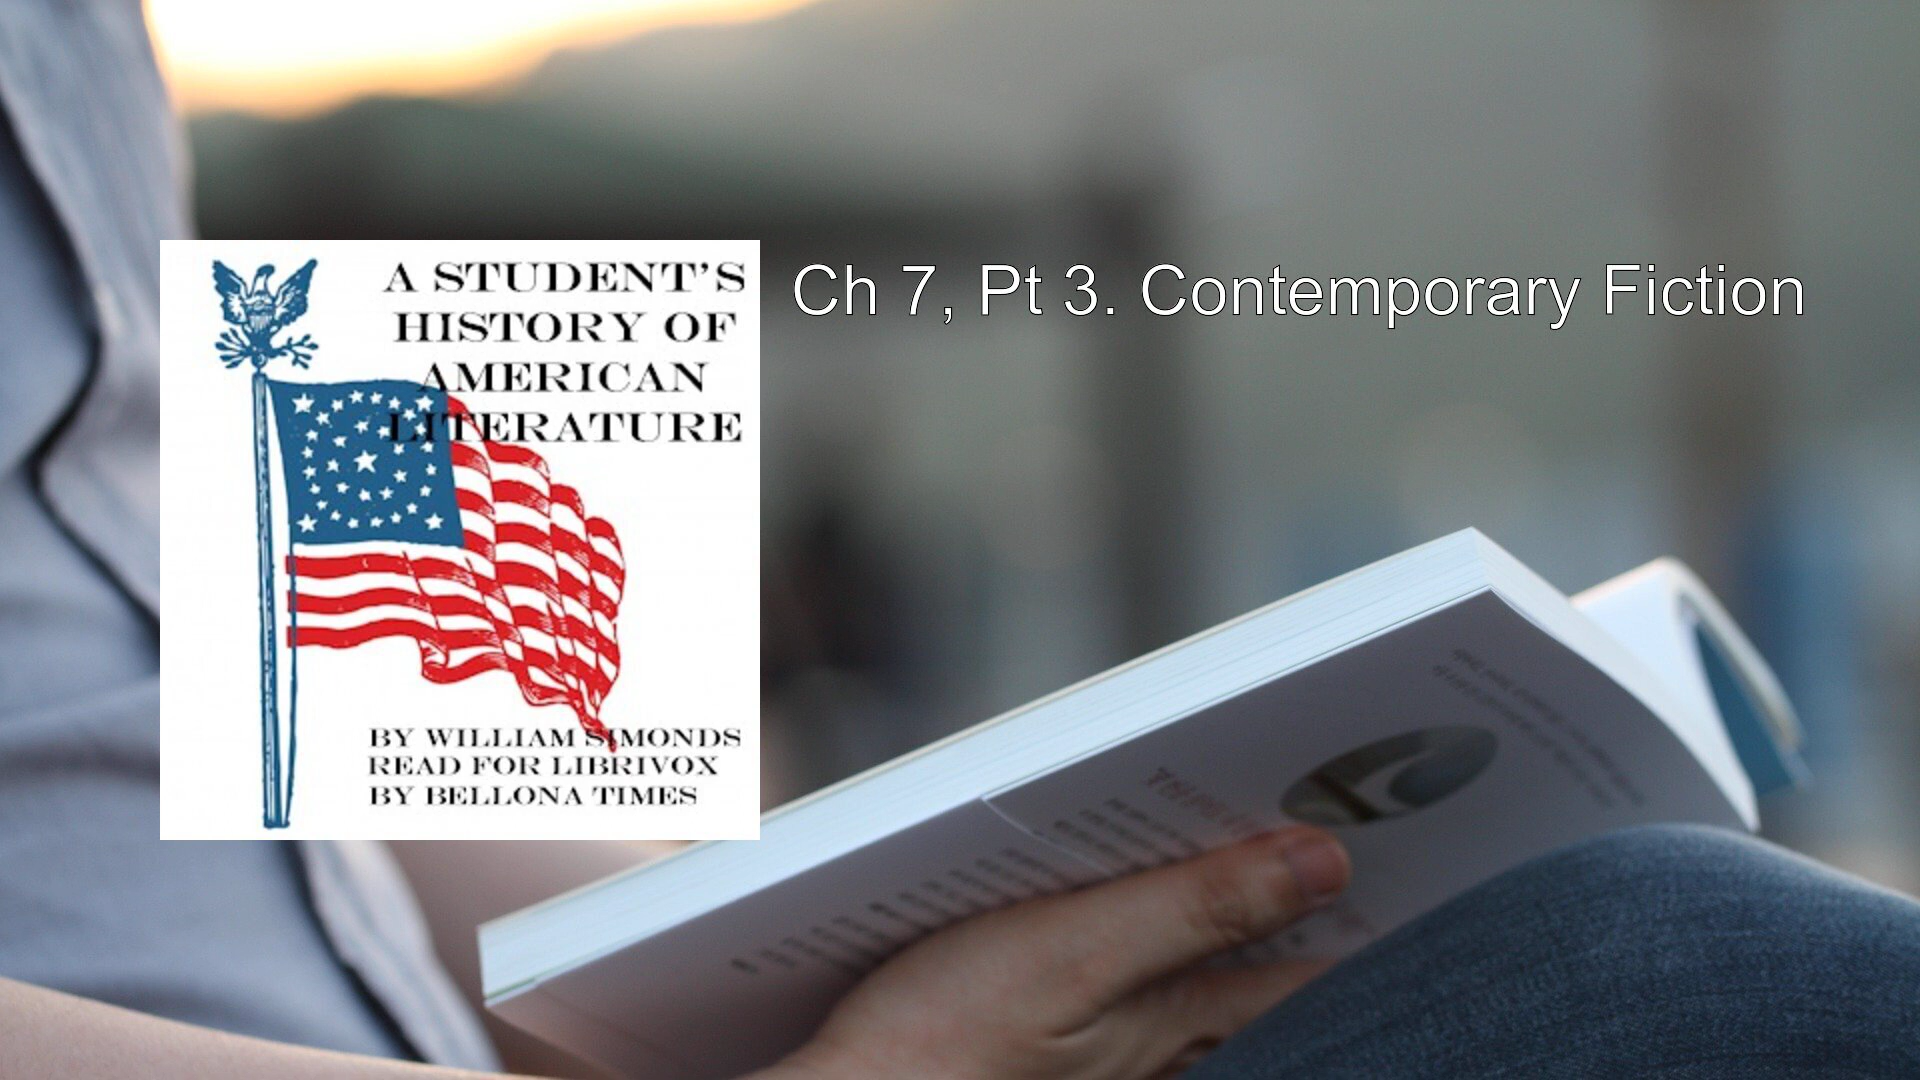 A STUDENT'S
HISTORY OF
AMERICAN
LITERATURE
BY WILLIAM SIMONDS
READ FOR LIBRIVOX
BY BELLONA TIMES
Ch 7, Pt 3. Contemporary Fiction